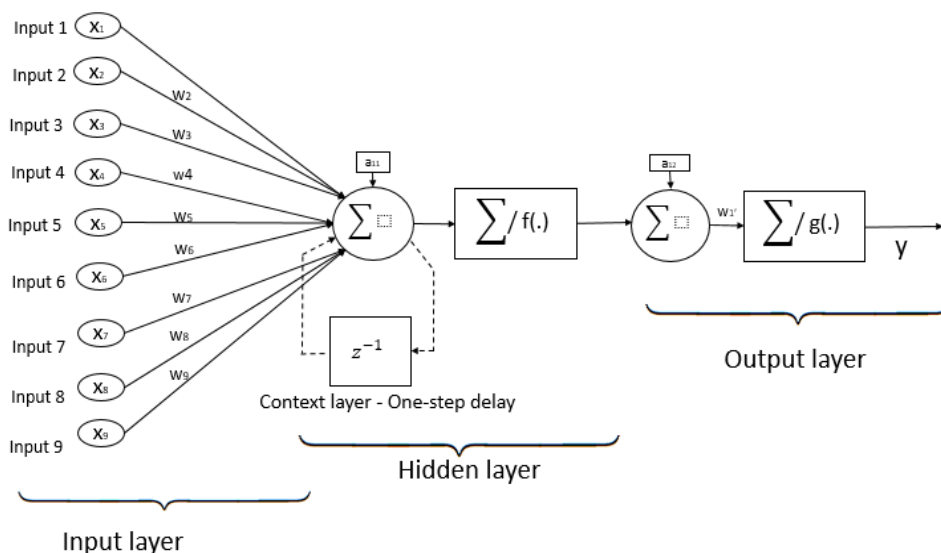 Input 1 X1
Input 2 X2
W2
Input 3 X3
W3
Input 4 X4
w4
Input 5 X5
W5
Input 6 X6
W6
Input 7 X7
W7
Input 8 X8
W8
Input 9 X9
W9
a11
∑
∑/f(.)
z⁻¹
Context layer - One-step delay
a12
∑
W1'
∑/g(.)
y
Output layer
Hidden layer
Input layer